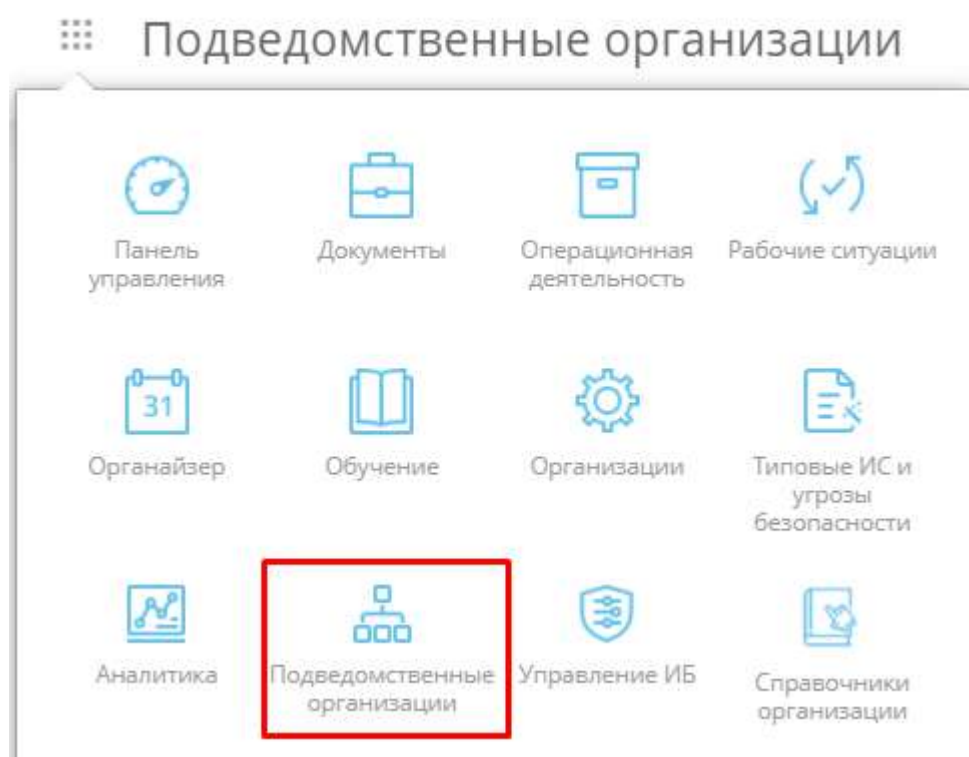 Подведомственные организации
Панель
управления
Документы
Операционная
деятельность
Рабочие ситуации
31
Органайзер
Обучение
Организации
Типовые ИС и
угрозы
безопасности
Аналитика
Подведомственные
организации
Управление ИБ
Справочники
организации